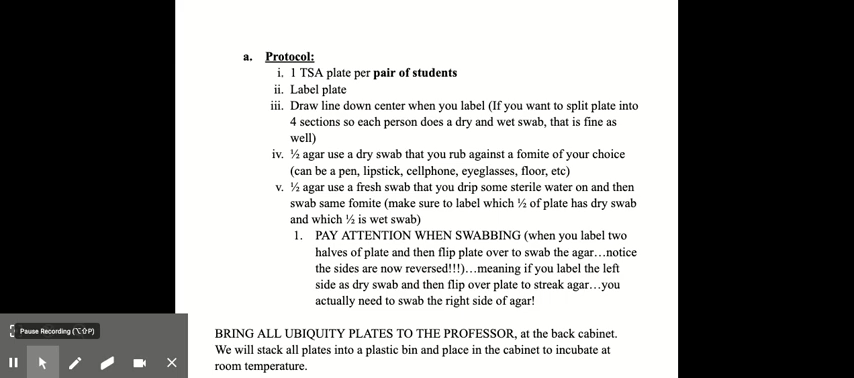 a. Protocol:
i. 1 TSA plate per pair of students
ii. Label plate
iii. Draw line down center when you label (If you want to split plate into
4 sections so each person does a dry and wet swab, that is fine as
well)
iv. ½ agar use a dry swab that you rub against a fomite of your choice
(can be a pen, lipstick, cellphone, eyeglasses, floor, etc)
v. ½ agar use a fresh swab that you drip some sterile water on and then
swab same fomite (make sure to label which ½ of plate has dry swab
and which ½ is wet swab)
1. PAY ATTENTION WHEN SWABBING (when you label two
halves of plate and then flip plate over to swab the agar…notice
the sides are now reversed!!!)…meaning if you label the left
side as dry swab and then flip over plate to streak agar…you
actually need to swab the right side of agar!
BRING ALL UBIQUITY PLATES TO THE PROFESSOR, at the back cabinet.
We will stack all plates into a plastic bin and place in the cabinet to incubate at
room temperature.
Pause Recording (⌥⇧P)